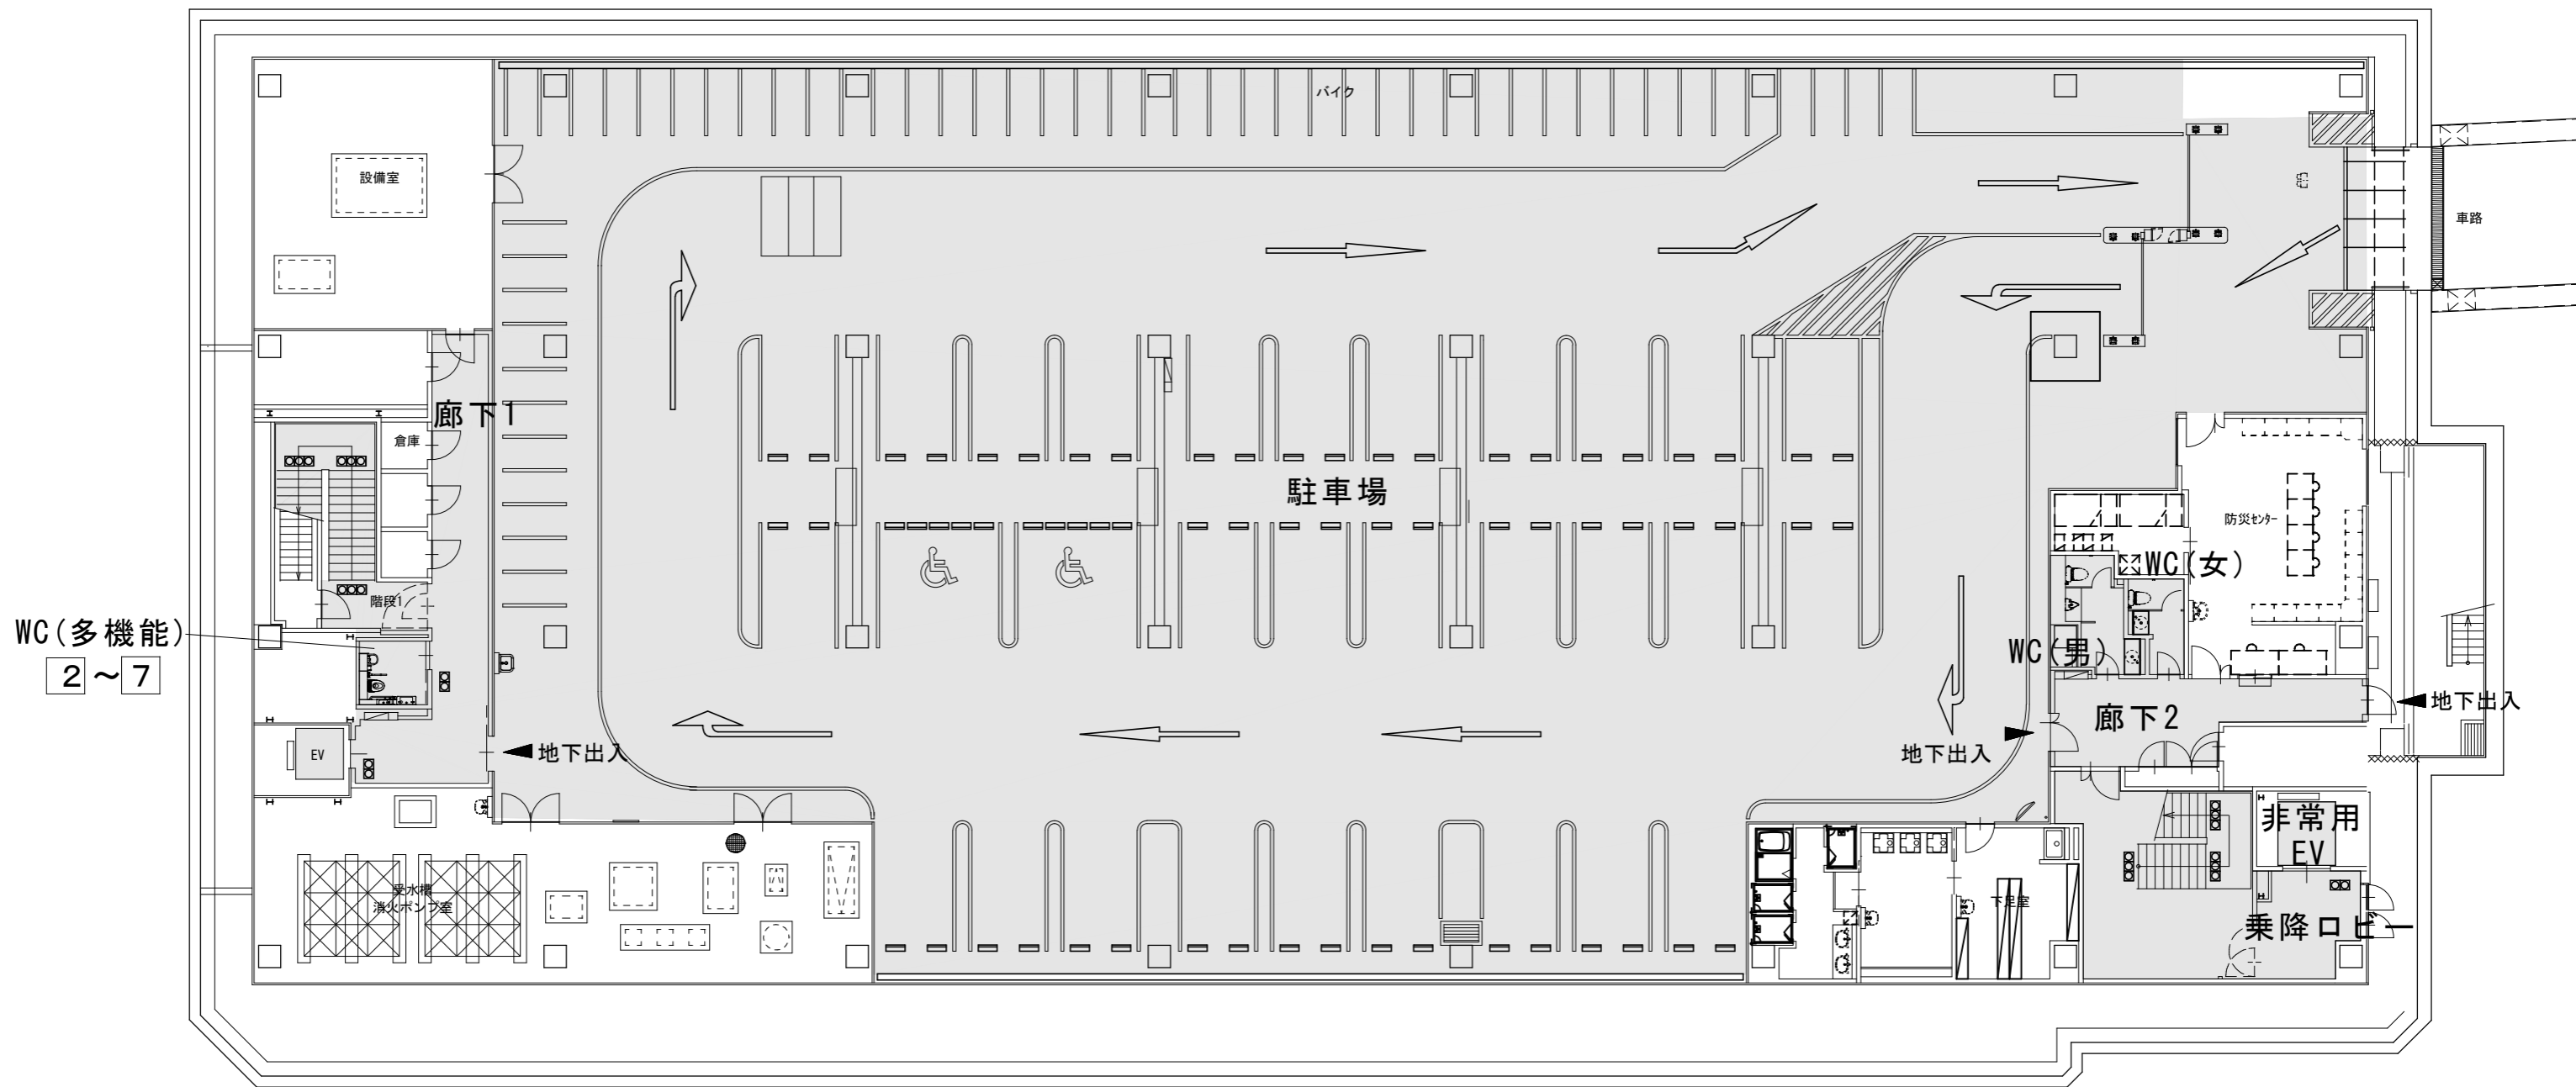 バイク
設備室
車路
廊下1
倉庫
駐車場
防災センター
WC(女)
階段1
WC(多機能)
2～7
WC(男)
地下出入
廊下2
EV
地下出入
地下出入
非常用
EV
受水槽
消火ポンプ室
下足室
乗降ロビー